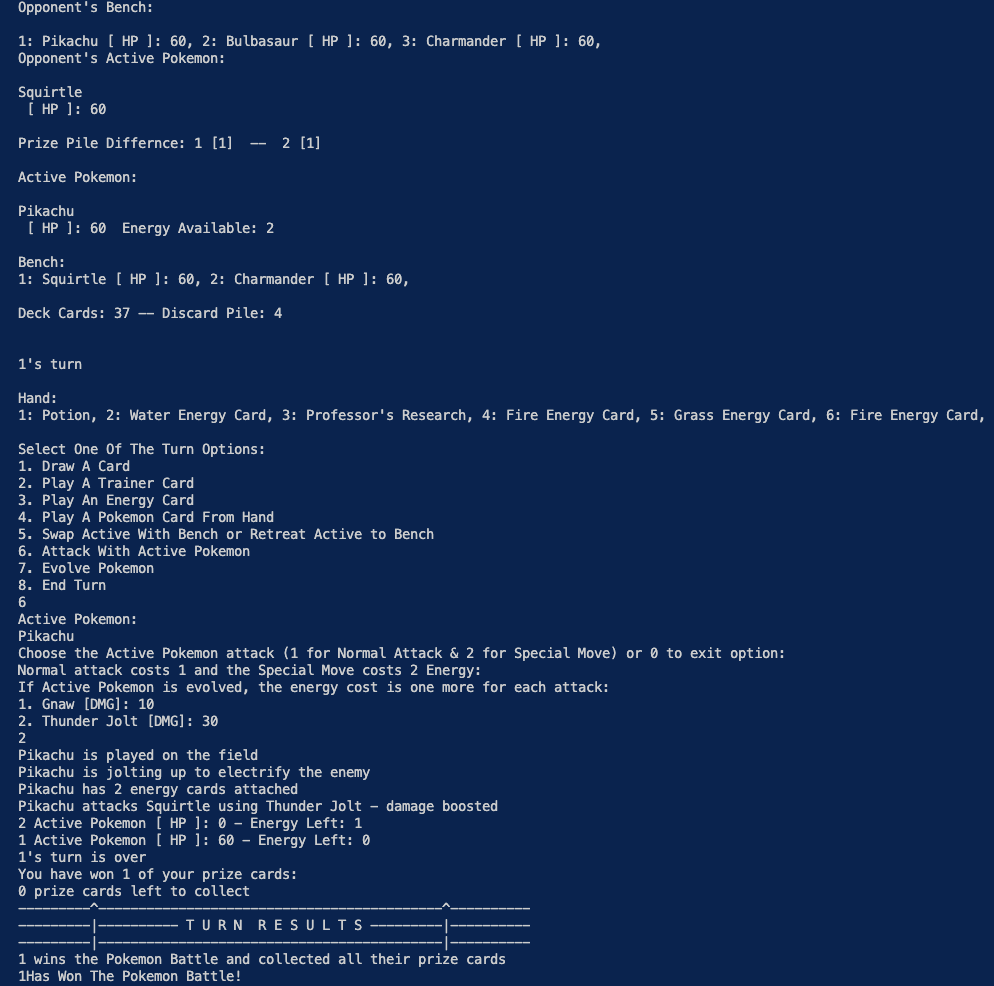 Opponent's Bench:
1: Pikachu [ HP ]: 60, 2: Bulbasaur [ HP ]: 60, 3: Charmander [ HP ]: 60,
Opponent's Active Pokemon:
Squirtle
[ HP ]: 60
Prize Pile Differnce: 1 [1]  ––  2 [1]
Active Pokemon:
Pikachu
[ HP ]: 60  Energy Available: 2
Bench:
1: Squirtle [ HP ]: 60, 2: Charmander [ HP ]: 60,
Deck Cards: 37 –– Discard Pile: 4
1's turn
Hand:
1: Potion, 2: Water Energy Card, 3: Professor's Research, 4: Fire Energy Card, 5: Grass Energy Card, 6: Fire Energy Card,
Select One Of The Turn Options:
1. Draw A Card
2. Play A Trainer Card
3. Play An Energy Card
4. Play A Pokemon Card From Hand
5. Swap Active With Bench or Retreat Active to Bench
6. Attack With Active Pokemon
7. Evolve Pokemon
8. End Turn
6
Active Pokemon:
Pikachu
Choose the Active Pokemon attack (1 for Normal Attack & 2 for Special Move) or 0 to exit option:
Normal attack costs 1 and the Special Move costs 2 Energy:
If Active Pokemon is evolved, the energy cost is one more for each attack:
1. Gnaw [DMG]: 10
2. Thunder Jolt [DMG]: 30
2
Pikachu is played on the field
Pikachu is jolting up to electrify the enemy
Pikachu has 2 energy cards attached
Pikachu attacks Squirtle using Thunder Jolt – damage boosted
2 Active Pokemon [ HP ]: 0 – Energy Left: 1
1 Active Pokemon [ HP ]: 60 – Energy Left: 0
1's turn is over
You have won 1 of your prize cards:
0 prize cards left to collect
–––––––––^–––––––––––––––––––––––––––––––––––––––––––^––––––––––
–––––––––|–––––––––– T U R N  R E S U L T S –––––––––|––––––––––
–––––––––|–––––––––––––––––––––––––––––––––––––––––––|––––––––––
1 wins the Pokemon Battle and collected all their prize cards
1Has Won The Pokemon Battle!